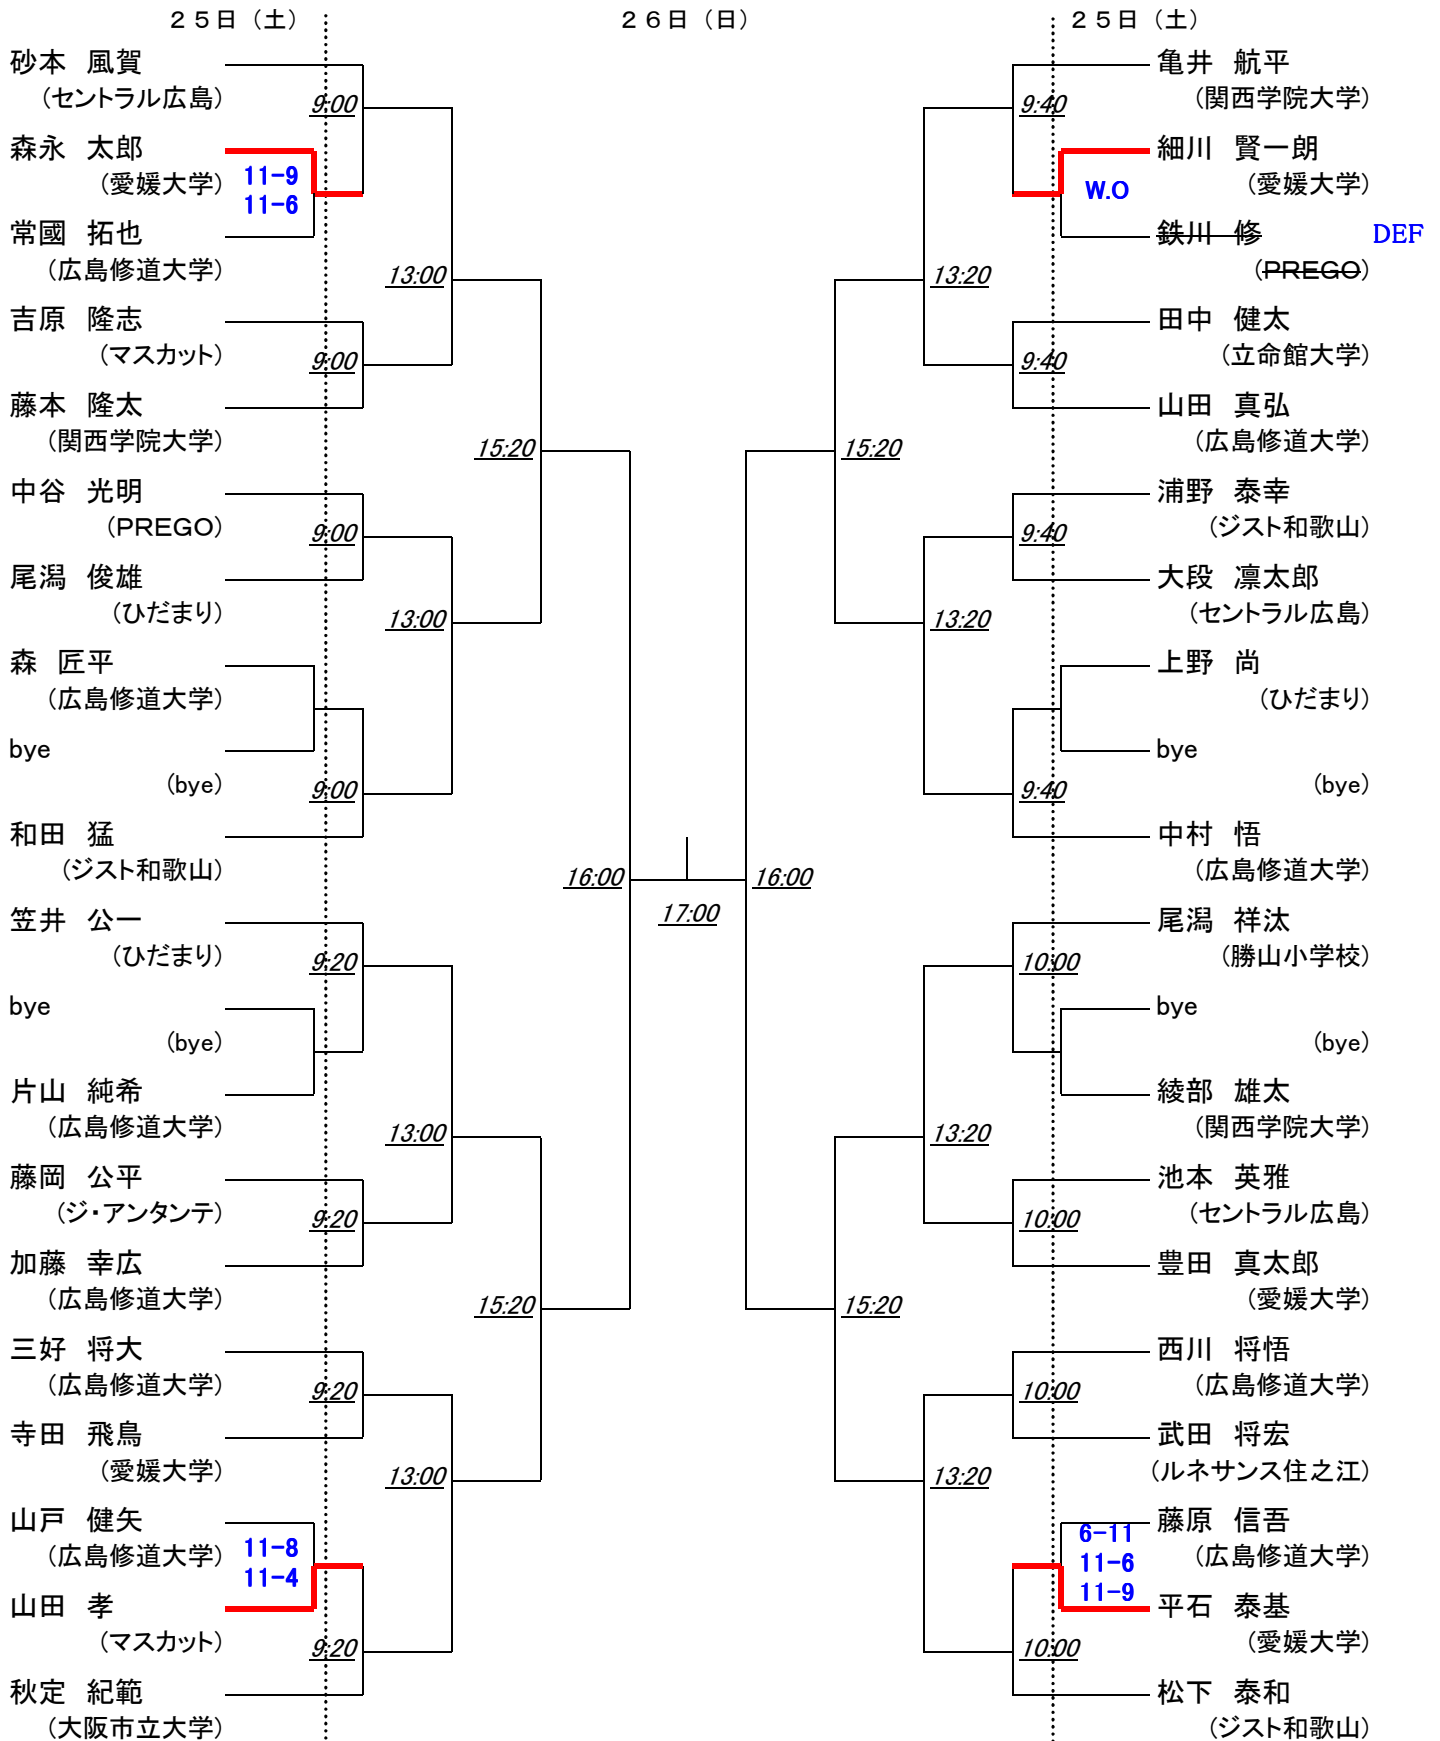 ２５日（土）
２６日（日）
２５日（土）
砂本　風賀
（セントラル広島）
9:00
森永　太郎
（愛媛大学）
11-9
11-6
常國　拓也
（広島修道大学）
13:00
吉原　隆志
（マスカット）
9:00
藤本　隆太
（関西学院大学）
15:20
中谷　光明
（PREGO）
9:00
尾潟　俊雄
（ひだまり）
13:00
森　匠平
（広島修道大学）
bye
（bye）
9:00
和田　猛
（ジスト和歌山）
16:00
笠井　公一
（ひだまり）
9:20
bye
（bye）
片山　純希
（広島修道大学）
13:00
藤岡　公平
（ジ・アンタンテ）
9:20
加藤　幸広
（広島修道大学）
15:20
三好　将大
（広島修道大学）
9:20
寺田　飛鳥
（愛媛大学）
13:00
山戸　健矢
（広島修道大学）
11-8
11-4
山田　孝
（マスカット）
9:20
秋定　紀範
（大阪市立大学）
17:00
亀井　航平
（関西学院大学）
9:40
細川　賢一朗
（愛媛大学）
W.O
鉄川　修
DEF
（PREGO）
13:20
田中　健太
（立命館大学）
9:40
山田　真弘
（広島修道大学）
15:20
浦野　泰幸
（ジスト和歌山）
9:40
大段　凛太郎
（セントラル広島）
13:20
上野　尚
（ひだまり）
bye
（bye）
9:40
中村　悟
（広島修道大学）
16:00
尾潟　祥汰
（勝山小学校）
10:00
bye
（bye）
綾部　雄太
（関西学院大学）
13:20
池本　英雅
（セントラル広島）
10:00
豊田　真太郎
（愛媛大学）
15:20
西川　将悟
（広島修道大学）
10:00
武田　将宏
（ルネサンス住之江）
13:20
藤原　信吾
（広島修道大学）
6-11
11-6
11-9
平石　泰基
（愛媛大学）
10:00
松下　泰和
（ジスト和歌山）